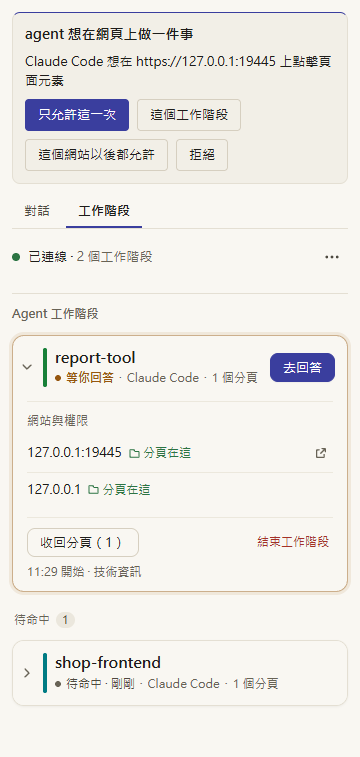 agent 想在網頁上做一件事
Claude Code 想在 https://127.0.0.1:19445 上點擊頁
面元素
只允許這一次
這個工作階段
這個網站以後都允許
拒絕
對話
工作階段
已連線 · 2 個工作階段
Agent 工作階段
report-tool
等你回答 · Claude Code · 1 個分頁
去回答
網站與權限
127.0.0.1:19445 分頁在這
127.0.0.1 分頁在這
收回分頁（1）
結束工作階段
11:29 開始 · 技術資訊
待命中 1
shop-frontend
待命中 · 剛剛 · Claude Code · 1 個分頁